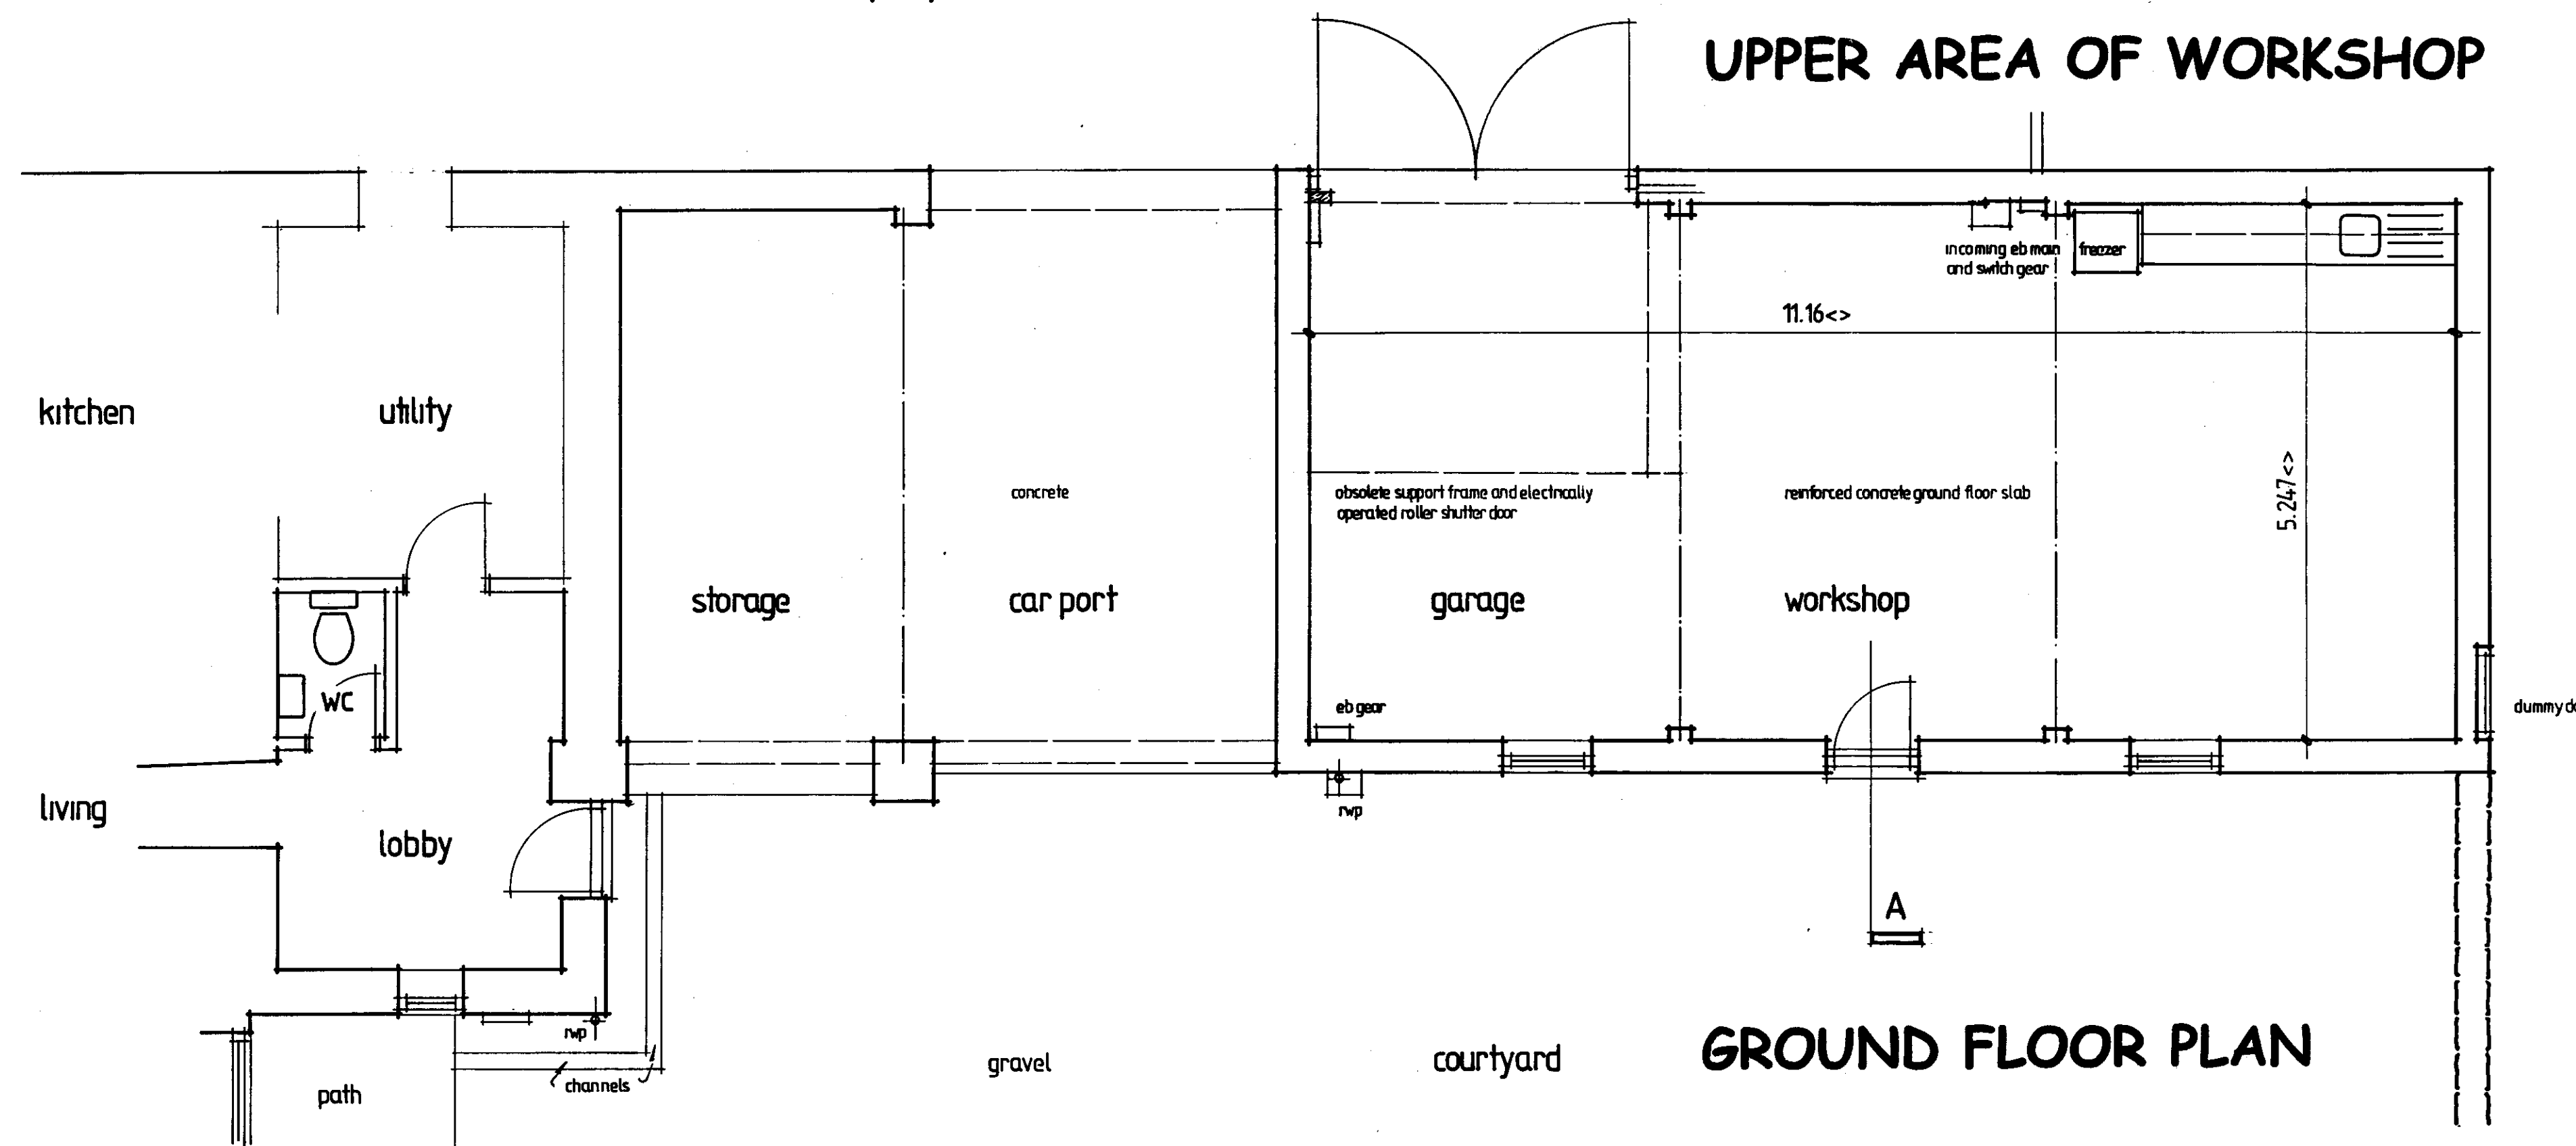 UPPER AREA OF WORKSHOP
incoming eb main
and switch gear
freezer
11.16<>
kitchen
utility
5.247<>
concrete
obsolete support frame and electrically
operated roller shutter door
reinforced concrete ground floor slab
storage
car port
garage
workshop
WC
eb gear
dummy do
living
rwp
lobby
A
rwp
GROUND FLOOR PLAN
gravel
courtyard
channels
path